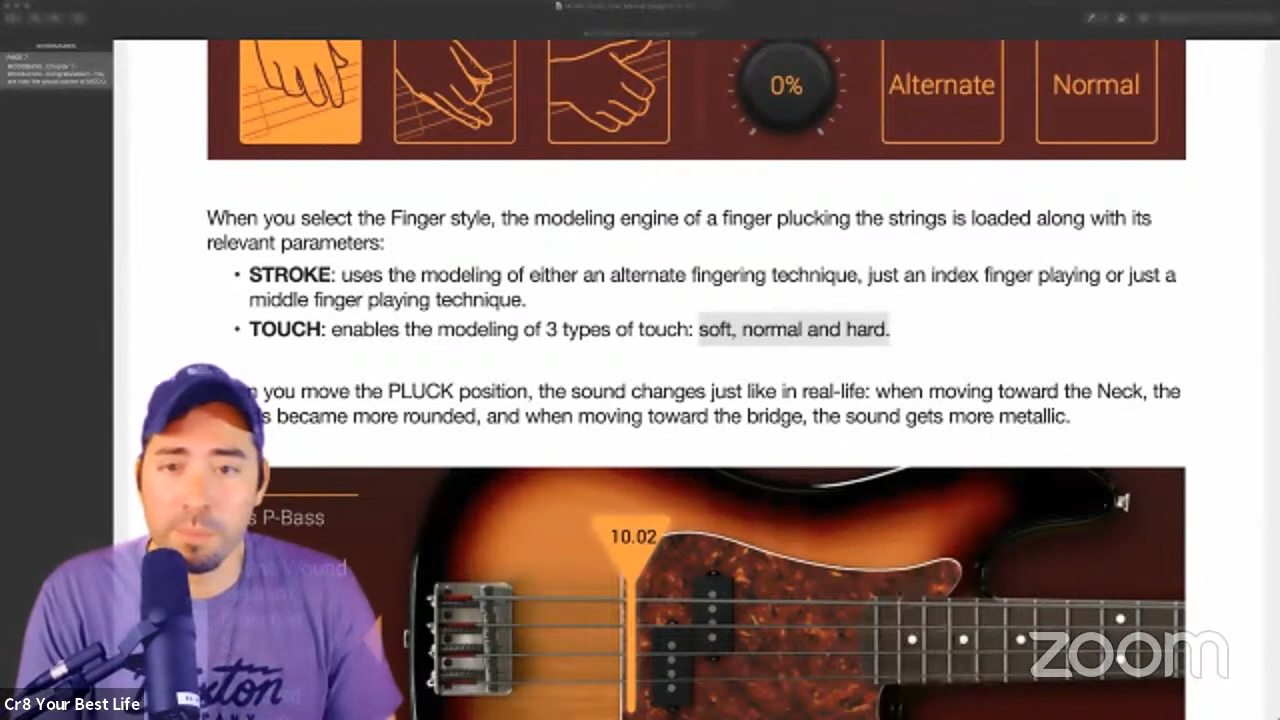 0%
Alternate
Normal
When you select the Finger style, the modeling engine of a finger plucking the strings is loaded along with its
relevant parameters:
• STROKE: uses the modeling of either an alternate fingering technique, just an index finger playing or just a
middle finger playing technique.
• TOUCH: enables the modeling of 3 types of touch: soft, normal and hard.
you move the PLUCK position, the sound changes just like in real-life: when moving toward the Neck, the
became more rounded, and when moving toward the bridge, the sound gets more metallic.
P-Bass
10.02
Wound
zoom
Cr8 Your Best Life